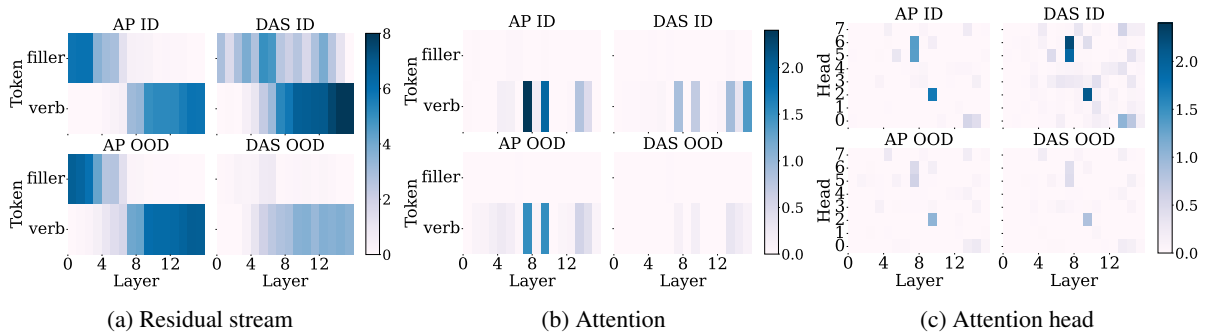 AP ID
DAS ID
Token
filler
verb
AP OOD
DAS OOD
Token
filler
verb
0
4
8
12
0
4
8
12
Layer
8
6
4
2
0
(a) Residual stream
AP ID
DAS ID
Token
filler
verb
AP OOD
DAS OOD
Token
filler
verb
0
4
8
12
0
4
8
12
Layer
2.0
1.5
1.0
0.5
0.0
(b) Attention
AP ID
DAS ID
Head
7
6
5
4
3
2
1
0
AP OOD
DAS OOD
Head
7
6
5
4
3
2
1
0
0
4
8
12
0
4
8
12
Layer
2.0
1.5
1.0
0.5
0.0
(c) Attention head